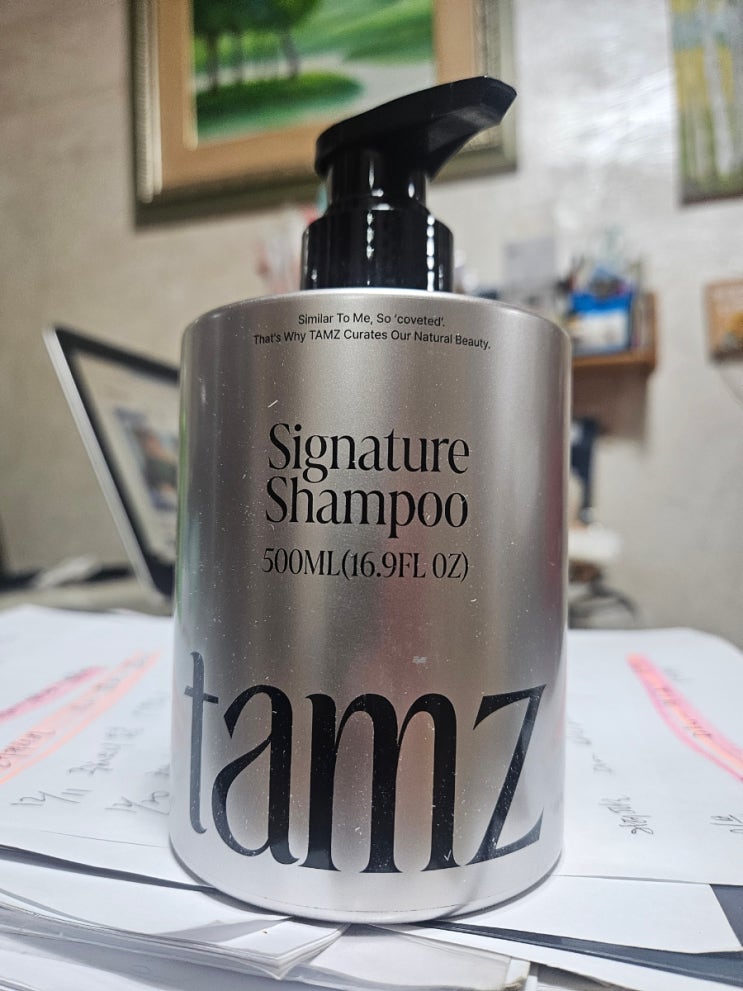 Similar To Me, So 'coveted'.
That's Why TAMZ Curates Our Natural Beauty.
Signature
Shampoo
500ML(16.9FL OZ)
tamz